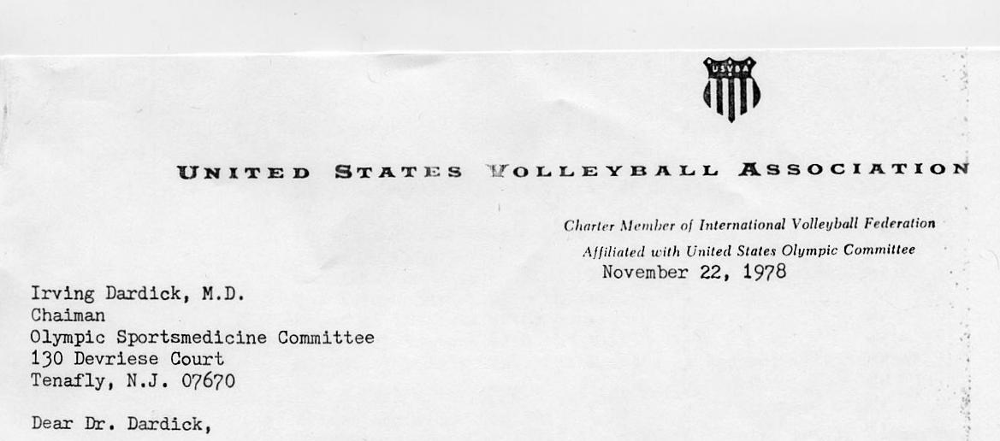 USVBA
UNITED STATES VOLLEYBALL ASSOCIATION
Charter Member of International Volleyball Federation
Affiliated with United States Olympic Committee
November 22, 1978
Irving Dardick, M.D.
Chaiman
Olympic Sportsmedicine Committee
130 Devriese Court
Tenafly, N.J. 07670
Dear Dr. Dardick,